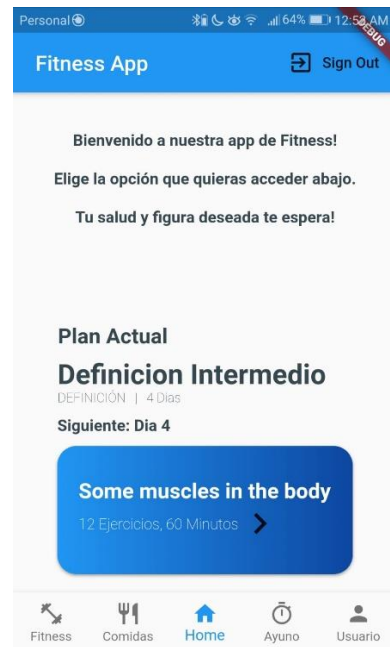 Personal 64% 12:53 AM
DEBUG
Fitness App Sign Out
Bienvenido a nuestra app de Fitness!
Elige la opción que quieras acceder abajo.
Tu salud y figura deseada te espera!
Plan Actual
Definicion Intermedio
DEFINICIÓN | 4 Dias
Siguiente: Dia 4
Some muscles in the body
12 Ejercicios, 60 Minutos
Fitness Comidas Home Ayuno Usuario